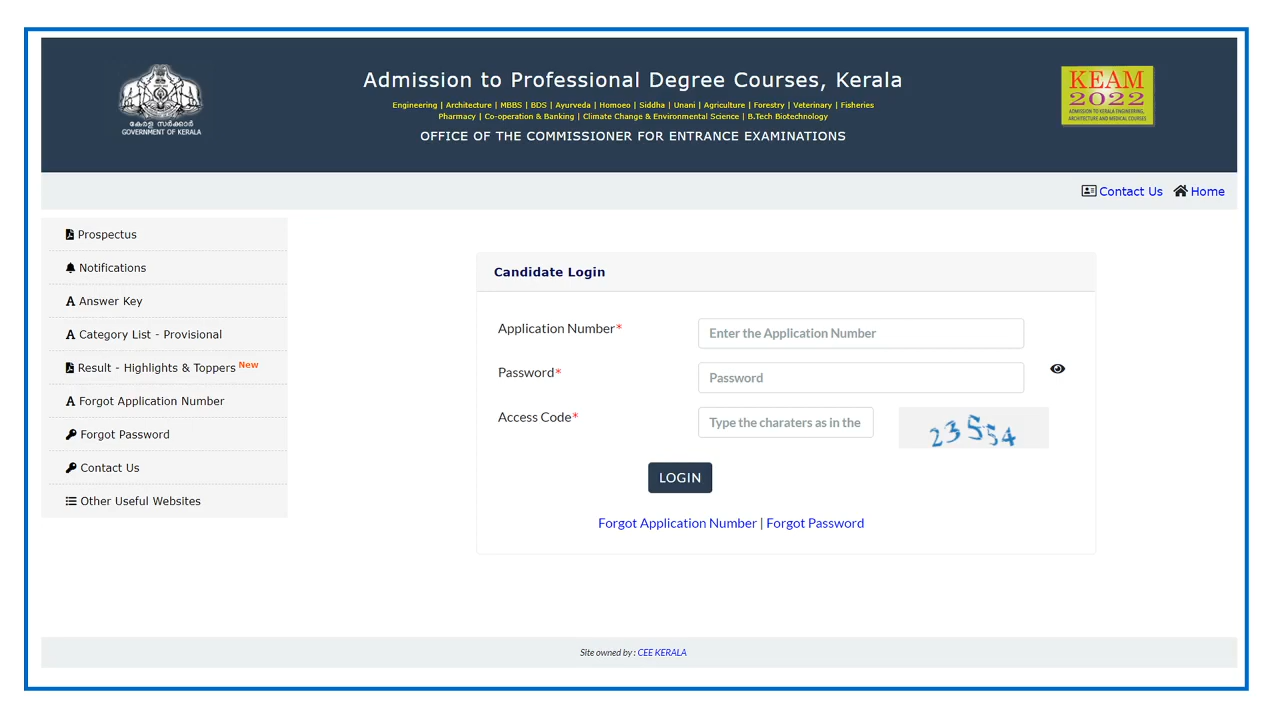 Admission to Professional Degree Courses, Kerala
Engineering | Architecture | MBBS | BDS | Ayurveda | Homoeo | Siddha | Unani | Agriculture | Forestry | Veterinary | Fisheries
Pharmacy | Co-operation & Banking | Climate Change & Environmental Science | B.Tech Biotechnology
OFFICE OF THE COMMISSIONER FOR ENTRANCE EXAMINATIONS
കേരള സർക്കാർ
GOVERNMENT OF KERALA
KEAM
2022
ADMISSION TO KERALA ENGINEERING,
ARCHITECTURE AND MEDICAL COURSES
Contact Us Home
Prospectus
Notifications
Answer Key
Category List - Provisional
Result - Highlights & Toppers New
Forgot Application Number
Forgot Password
Contact Us
Other Useful Websites
Candidate Login
Application Number* Enter the Application Number
Password* Password
Access Code* Type the charaters as in the 23554
LOGIN
Forgot Application Number | Forgot Password
Site owned by : CEE KERALA